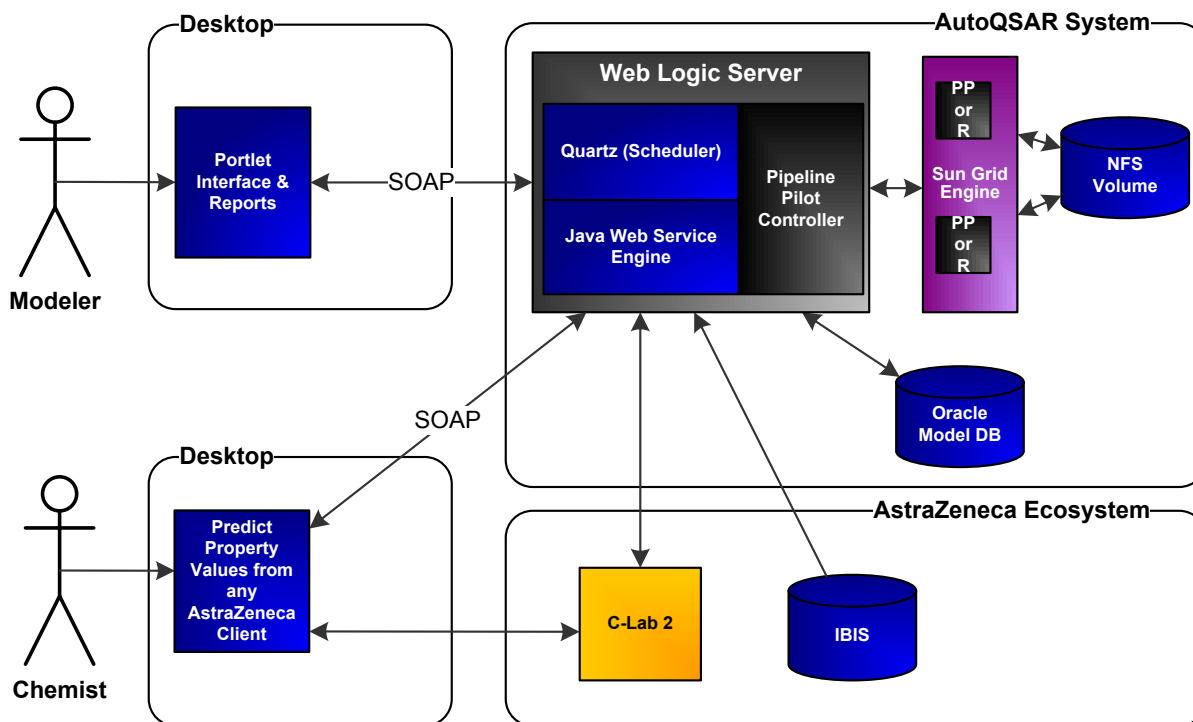 Desktop
AutoQSAR System
Web Logic Server
Quartz (Scheduler)
Java Web Service
Engine
Pipeline
Pilot
Controller
PP
or
R
Sun Grid
Engine
PP
or
R
NFS
Volume
Portlet
Interface &
Reports
SOAP
Modeler
Oracle
Model DB
SOAP
Desktop
AstraZeneca Ecosystem
Predict
Property
Values from
any
AstraZeneca
Client
C-Lab 2
IBIS
Chemist